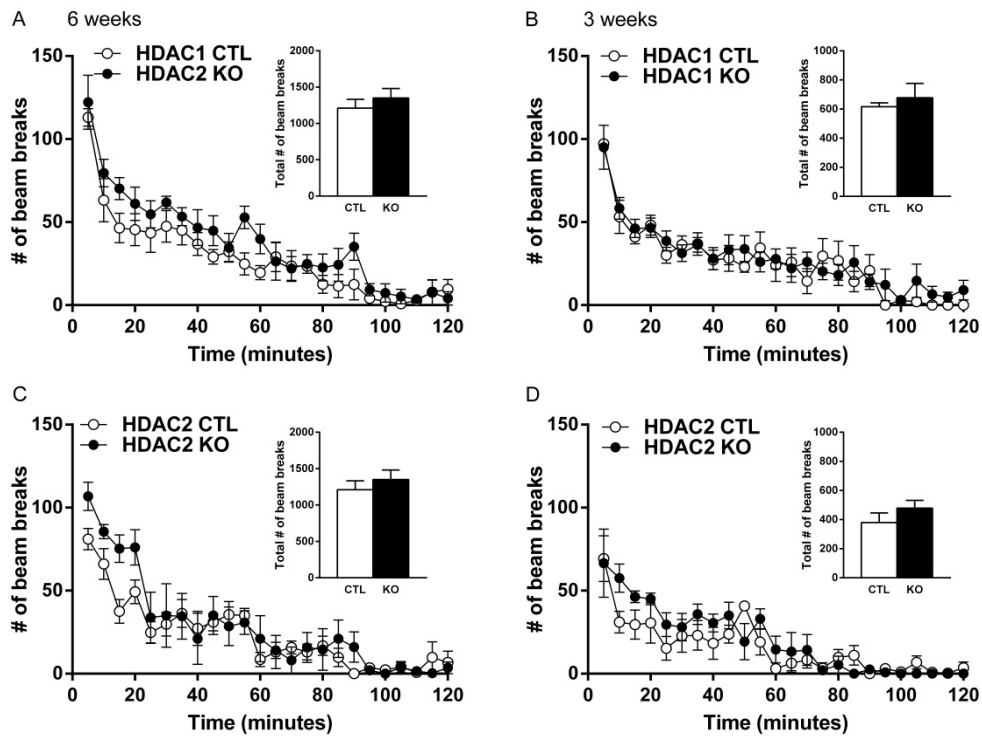 A 6 weeks
HDAC1 CTL
HDAC2 KO
# of beam breaks
150
100
50
0
0 20 40 60 80 100 120
Time (minutes)
Total # of beam breaks
2000
1500
1000
500
0
CTL KO
B 3 weeks
HDAC1 CTL
HDAC1 KO
# of beam breaks
150
100
50
0
0 20 40 60 80 100 120
Time (minutes)
Total # of beam breaks
1000
800
600
400
200
0
CTL KO
C
HDAC2 CTL
HDAC2 KO
# of beam breaks
150
100
50
0
0 20 40 60 80 100 120
Time (minutes)
Total # of beam breaks
2000
1500
1000
500
0
CTL KO
D
HDAC2 CTL
HDAC2 KO
# of beam breaks
150
100
50
0
0 20 40 60 80 100 120
Time (minutes)
Total # of beam breaks
1000
800
600
400
200
0
CTL KO